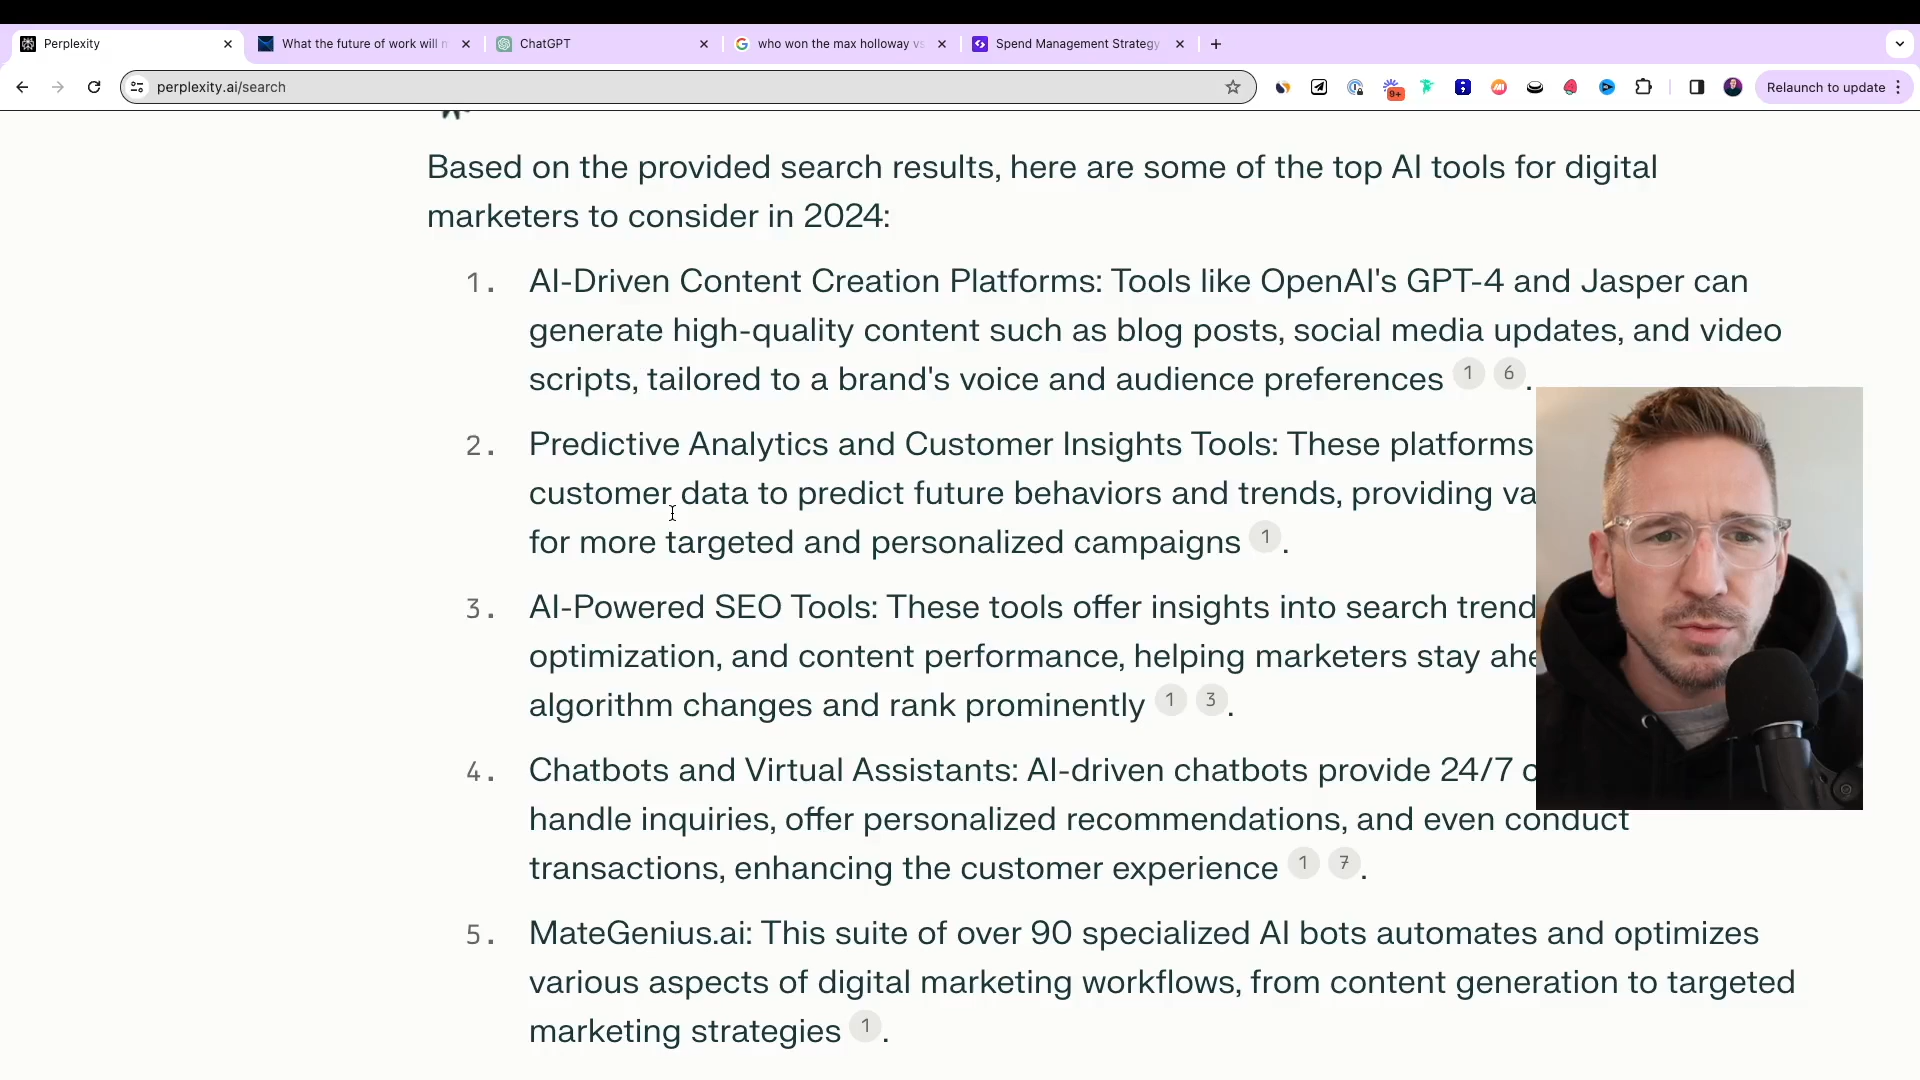 Perplexity
What the future of work will
ChatGPT
who won the max holloway vs
Spend Management Strategy
perplexity.ai/search
9+
Relaunch to update
Based on the provided search results, here are some of the top AI tools for digital
marketers to consider in 2024:
1. AI-Driven Content Creation Platforms: Tools like OpenAI's GPT-4 and Jasper can
generate high-quality content such as blog posts, social media updates, and video
scripts, tailored to a brand's voice and audience preferences 1 6.
2. Predictive Analytics and Customer Insights Tools: These platforms
customer data to predict future behaviors and trends, providing va
for more targeted and personalized campaigns 1.
3. AI-Powered SEO Tools: These tools offer insights into search trend
optimization, and content performance, helping marketers stay ahe
algorithm changes and rank prominently 1 3.
4. Chatbots and Virtual Assistants: AI-driven chatbots provide 24/7 c
handle inquiries, offer personalized recommendations, and even conduct
transactions, enhancing the customer experience 1 7.
5. MateGenius.ai: This suite of over 90 specialized AI bots automates and optimizes
various aspects of digital marketing workflows, from content generation to targeted
marketing strategies 1.